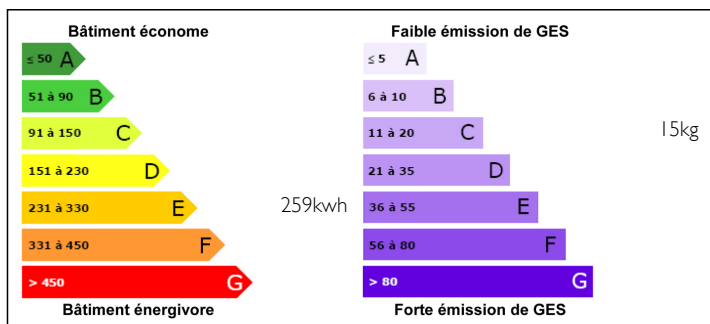 Bâtiment économe
≤ 50 A
51 à 90 B
91 à 150 C
151 à 230 D
231 à 330 E
259kwh
331 à 450 F
> 450 G
Bâtiment énergivore
Faible émission de GES
≤ 5 A
6 à 10 B
11 à 20 C
15kg
21 à 35 D
36 à 55 E
56 à 80 F
> 80 G
Forte émission de GES